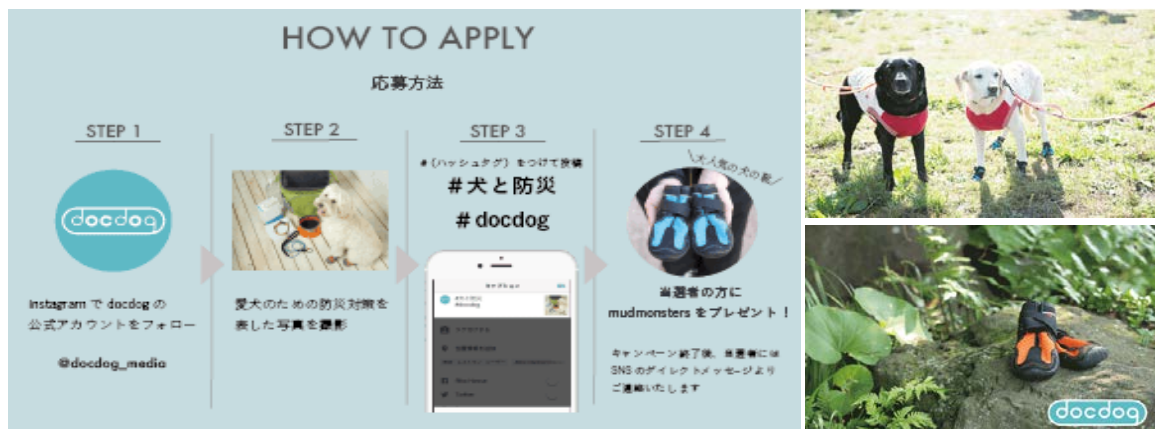 HOW TO APPLY
応募方法
STEP 1
docdog
Instagram で docdog の
公式アカウントをフォロー
@docdog_media
STEP 2
愛犬のための防災対策を
表した写真を撮影
STEP 3
#（ハッシュタグ）をつけて投稿
#犬と防災
#docdog
STEP 4
\大人気の犬の靴/
当選者の方に
mudmonsters をプレゼント！
キャンペーン終了後、当選者には
SNS のダイレクトメッセージより
ご連絡いたします
docdog